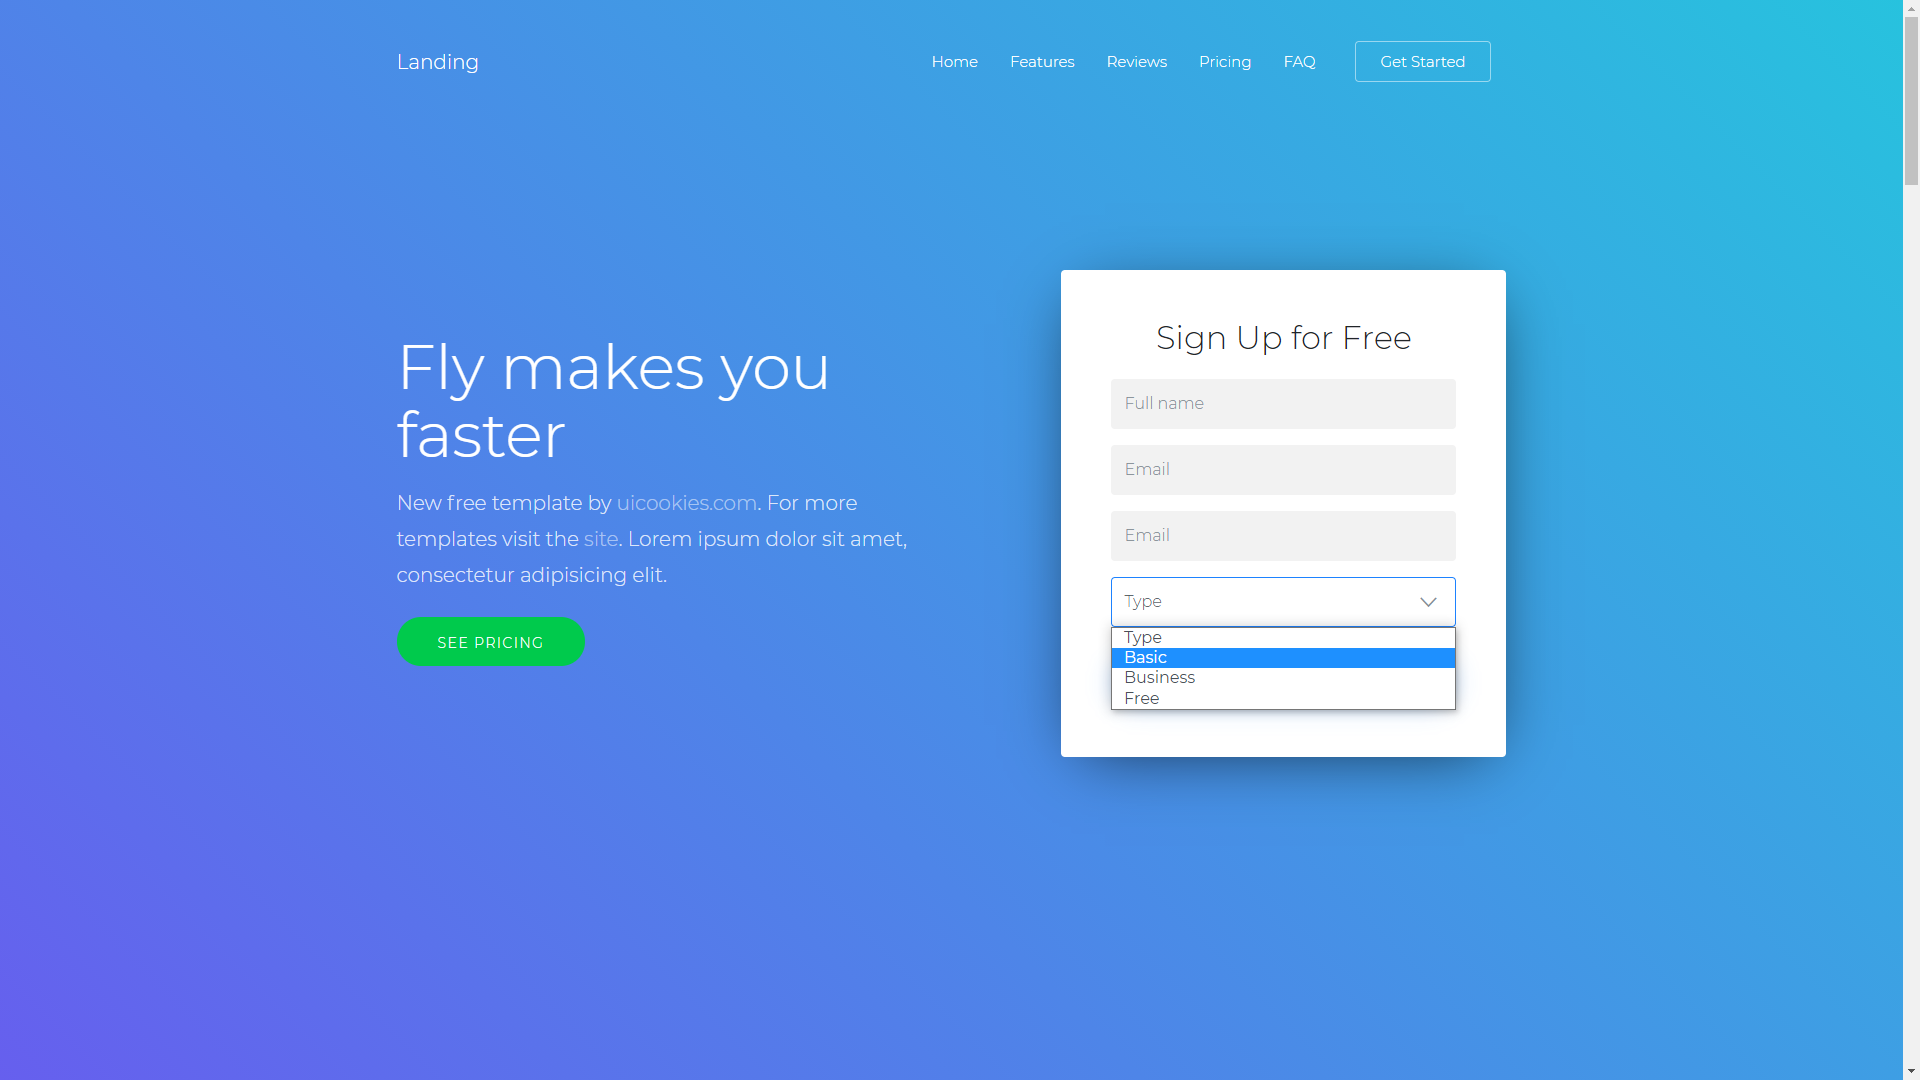 Landing
Home
Features
Reviews
Pricing
FAQ
Get Started
Fly makes you
faster
New free template by uicookies.com. For more
templates visit the site. Lorem ipsum dolor sit amet,
consectetur adipisicing elit.
SEE PRICING
Sign Up for Free
Full name
Email
Email
Type
Type
Basic
Business
Free